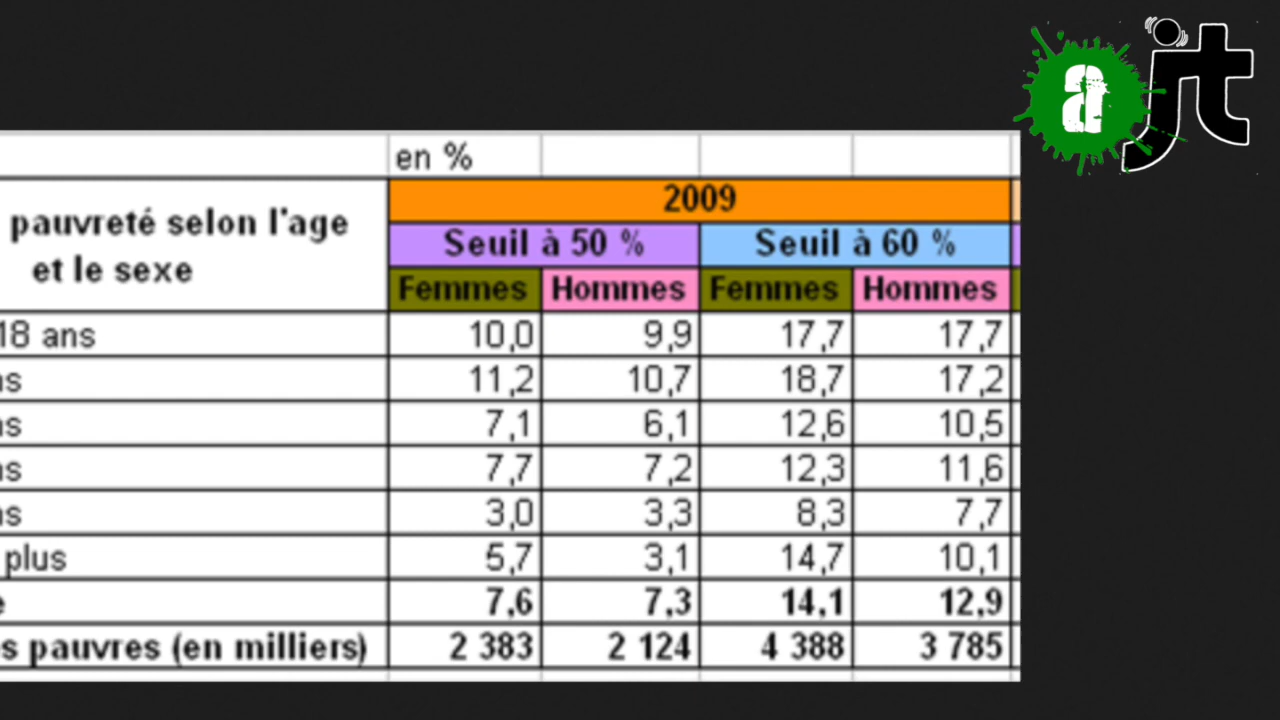 a jt
en %
pauvreté selon l'age
et le sexe
2009
Seuil à 50 % Seuil à 60 %
Femmes Hommes Femmes Hommes
18 ans 10,0 9,9 17,7 17,7
ns 11,2 10,7 18,7 17,2
ns 7,1 6,1 12,6 10,5
ns 7,7 7,2 12,3 11,6
ns 3,0 3,3 8,3 7,7
plus 5,7 3,1 14,7 10,1
e 7,6 7,3 14,1 12,9
s pauvres (en milliers) 2 383 2 124 4 388 3 785